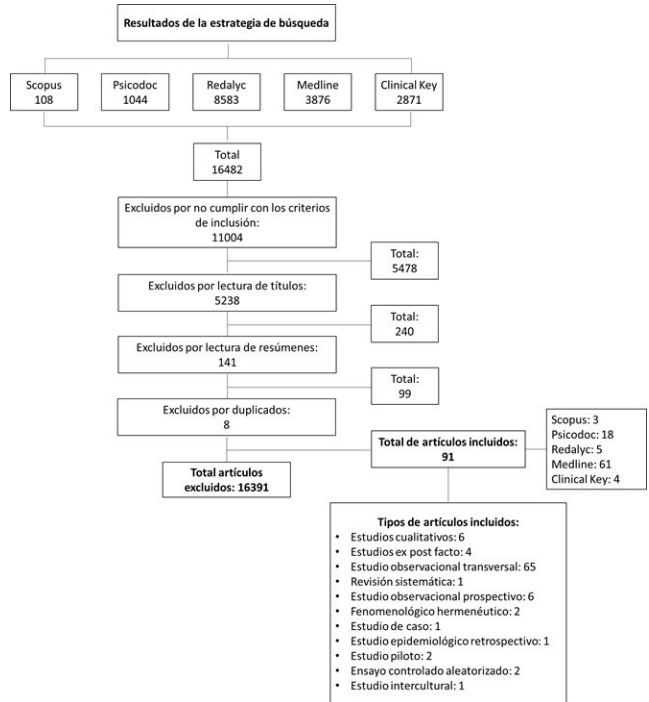 Resultados de la estrategia de búsqueda
Scopus
108
Psicodoc
1044
Redalyc
8583
Medline
3876
Clinical Key
2871
Total
16482
Excluidos por no cumplir con los criterios
de inclusión:
11004
Total:
5478
Excluidos por lectura de títulos:
5238
Total:
240
Excluidos por lectura de resúmenes:
141
Total:
99
Excluidos por duplicados:
8
Total de artículos incluidos:
91
Scopus: 3
Psicodoc: 18
Redalyc: 5
Medline: 61
Clinical Key: 4
Total artículos
excluidos: 16391
Tipos de artículos incluidos:
• Estudios cualitativos: 6
• Estudios ex post facto: 4
• Estudio observacional transversal: 65
• Revisión sistemática: 1
• Estudio observacional prospectivo: 6
• Fenomenológico hermenéutico: 2
• Estudio de caso: 1
• Estudio epidemiológico retrospectivo: 1
• Estudio piloto: 2
• Ensayo controlado aleatorizado: 2
• Estudio intercultural: 1